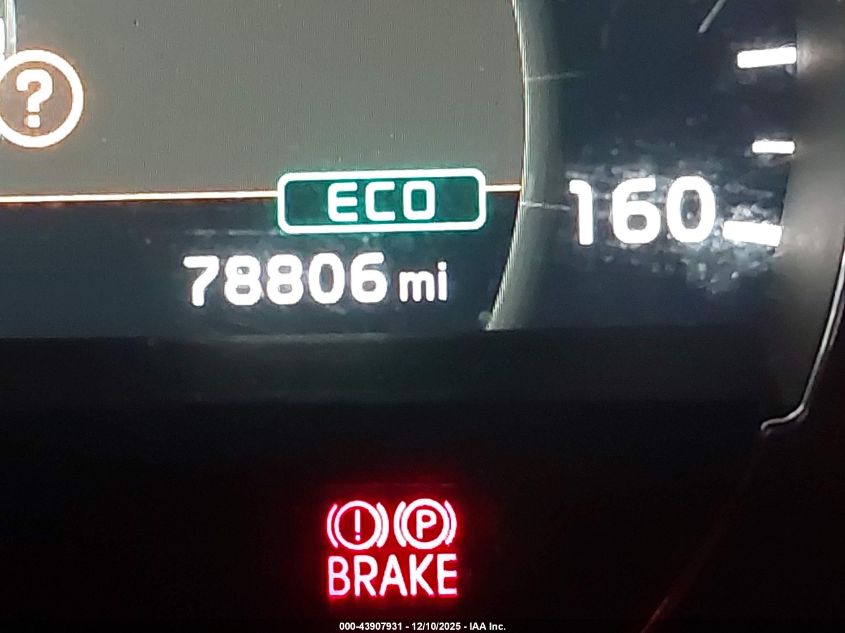 ?
ECO
160
78806 mi
! P
BRAKE
000-43907931 - 12/10/2025 - IAA Inc.